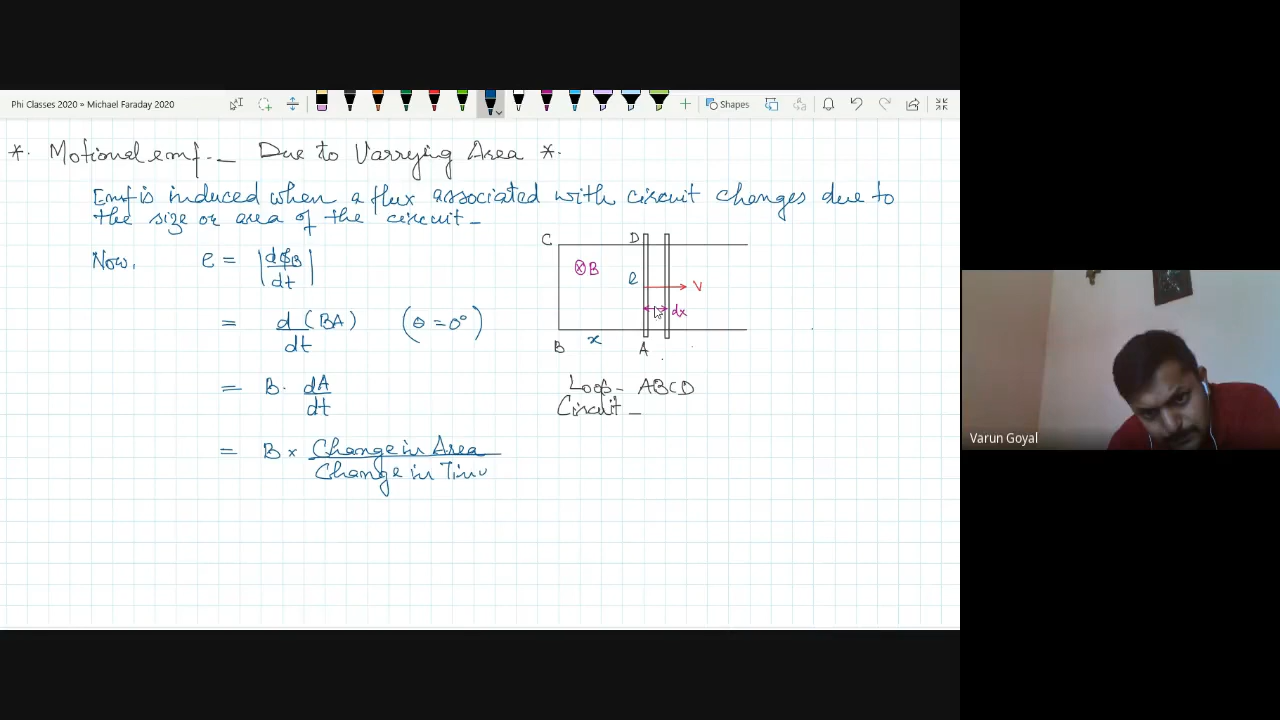 Phi Classes 2020 » Michael Faraday 2020
Shapes
*. Motional emf. _ Due to Varrying Area *.
Emf is induced when a flux associated with circuit changes due to
the size or area of the circuit _
Now, e = |dϕB/dt|
= d(BA)/dt (θ = 0°)
= B. dA/dt
= B × Change in Area
Change in Time
C D
⊗B l V
dx
B x A
Loop - ABCD
Circuit _
Varun Goyal